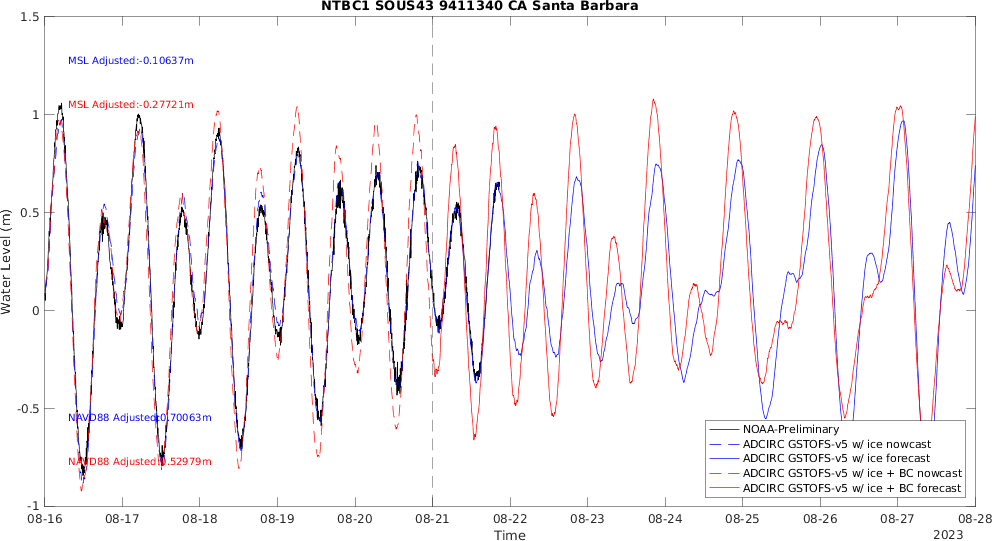 NTBC1 SOUS43 9411340 CA Santa Barbara
1.5
MSL Adjusted:-0.10637m
MSL Adjusted:-0.27721m
1
0.5
Water Level (m)
0
-0.5
NAVD88 Adjusted:0.70063m
NAVD88 Adjusted:0.52979m
-1
NOAA-Preliminary
ADCIRC GSTOFS-v5 w/ ice nowcast
ADCIRC GSTOFS-v5 w/ ice forecast
ADCIRC GSTOFS-v5 w/ ice + BC nowcast
ADCIRC GSTOFS-v5 w/ ice + BC forecast
08-16 08-17 08-18 08-19 08-20 08-21 08-22 08-23 08-24 08-25 08-26 08-27 08-28
Time
2023